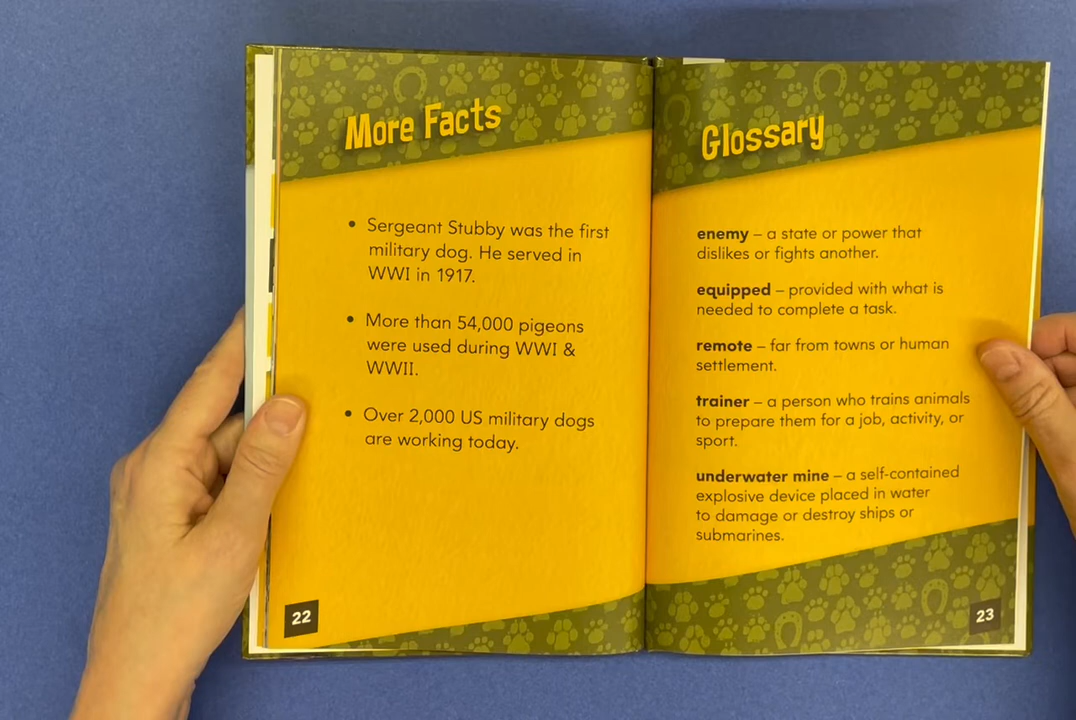 More Facts
• Sergeant Stubby was the first
military dog. He served in
WWI in 1917.
• More than 54,000 pigeons
were used during WWI &
WWII.
• Over 2,000 US military dogs
are working today.
22
Glossary
enemy – a state or power that
dislikes or fights another.
equipped – provided with what is
needed to complete a task.
remote – far from towns or human
settlement.
trainer – a person who trains animals
to prepare them for a job, activity, or
sport.
underwater mine – a self-contained
explosive device placed in water
to damage or destroy ships or
submarines.
23